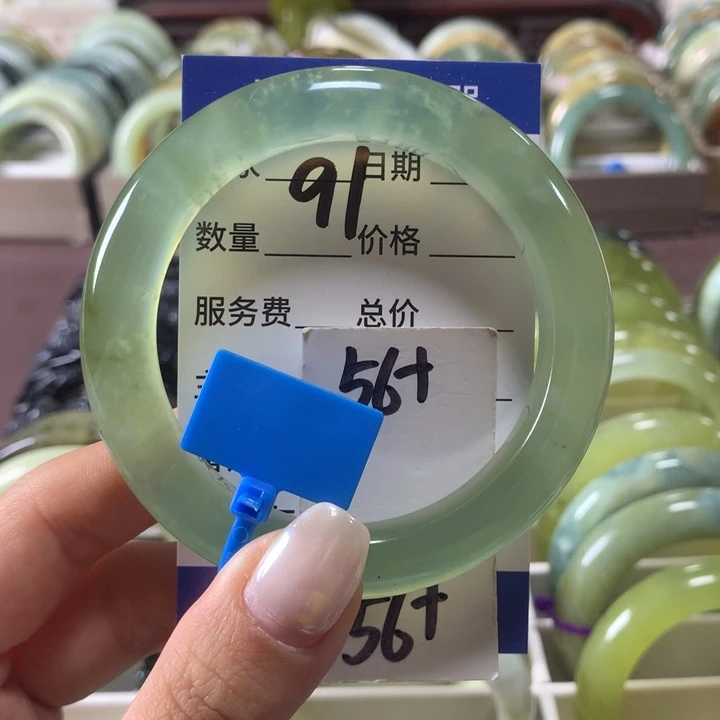 91 日期
数量 价格
服务费 总价
56+
56+